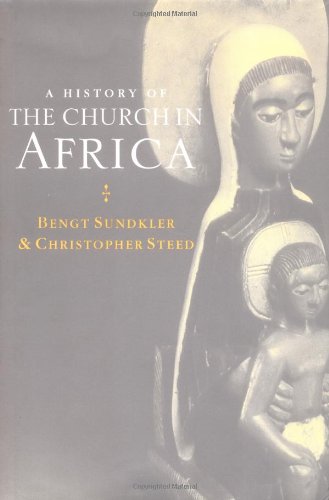 A HISTORY OF
THE CHURCH IN
AFRICA
BENGT SUNDKLER
& CHRISTOPHER STEED